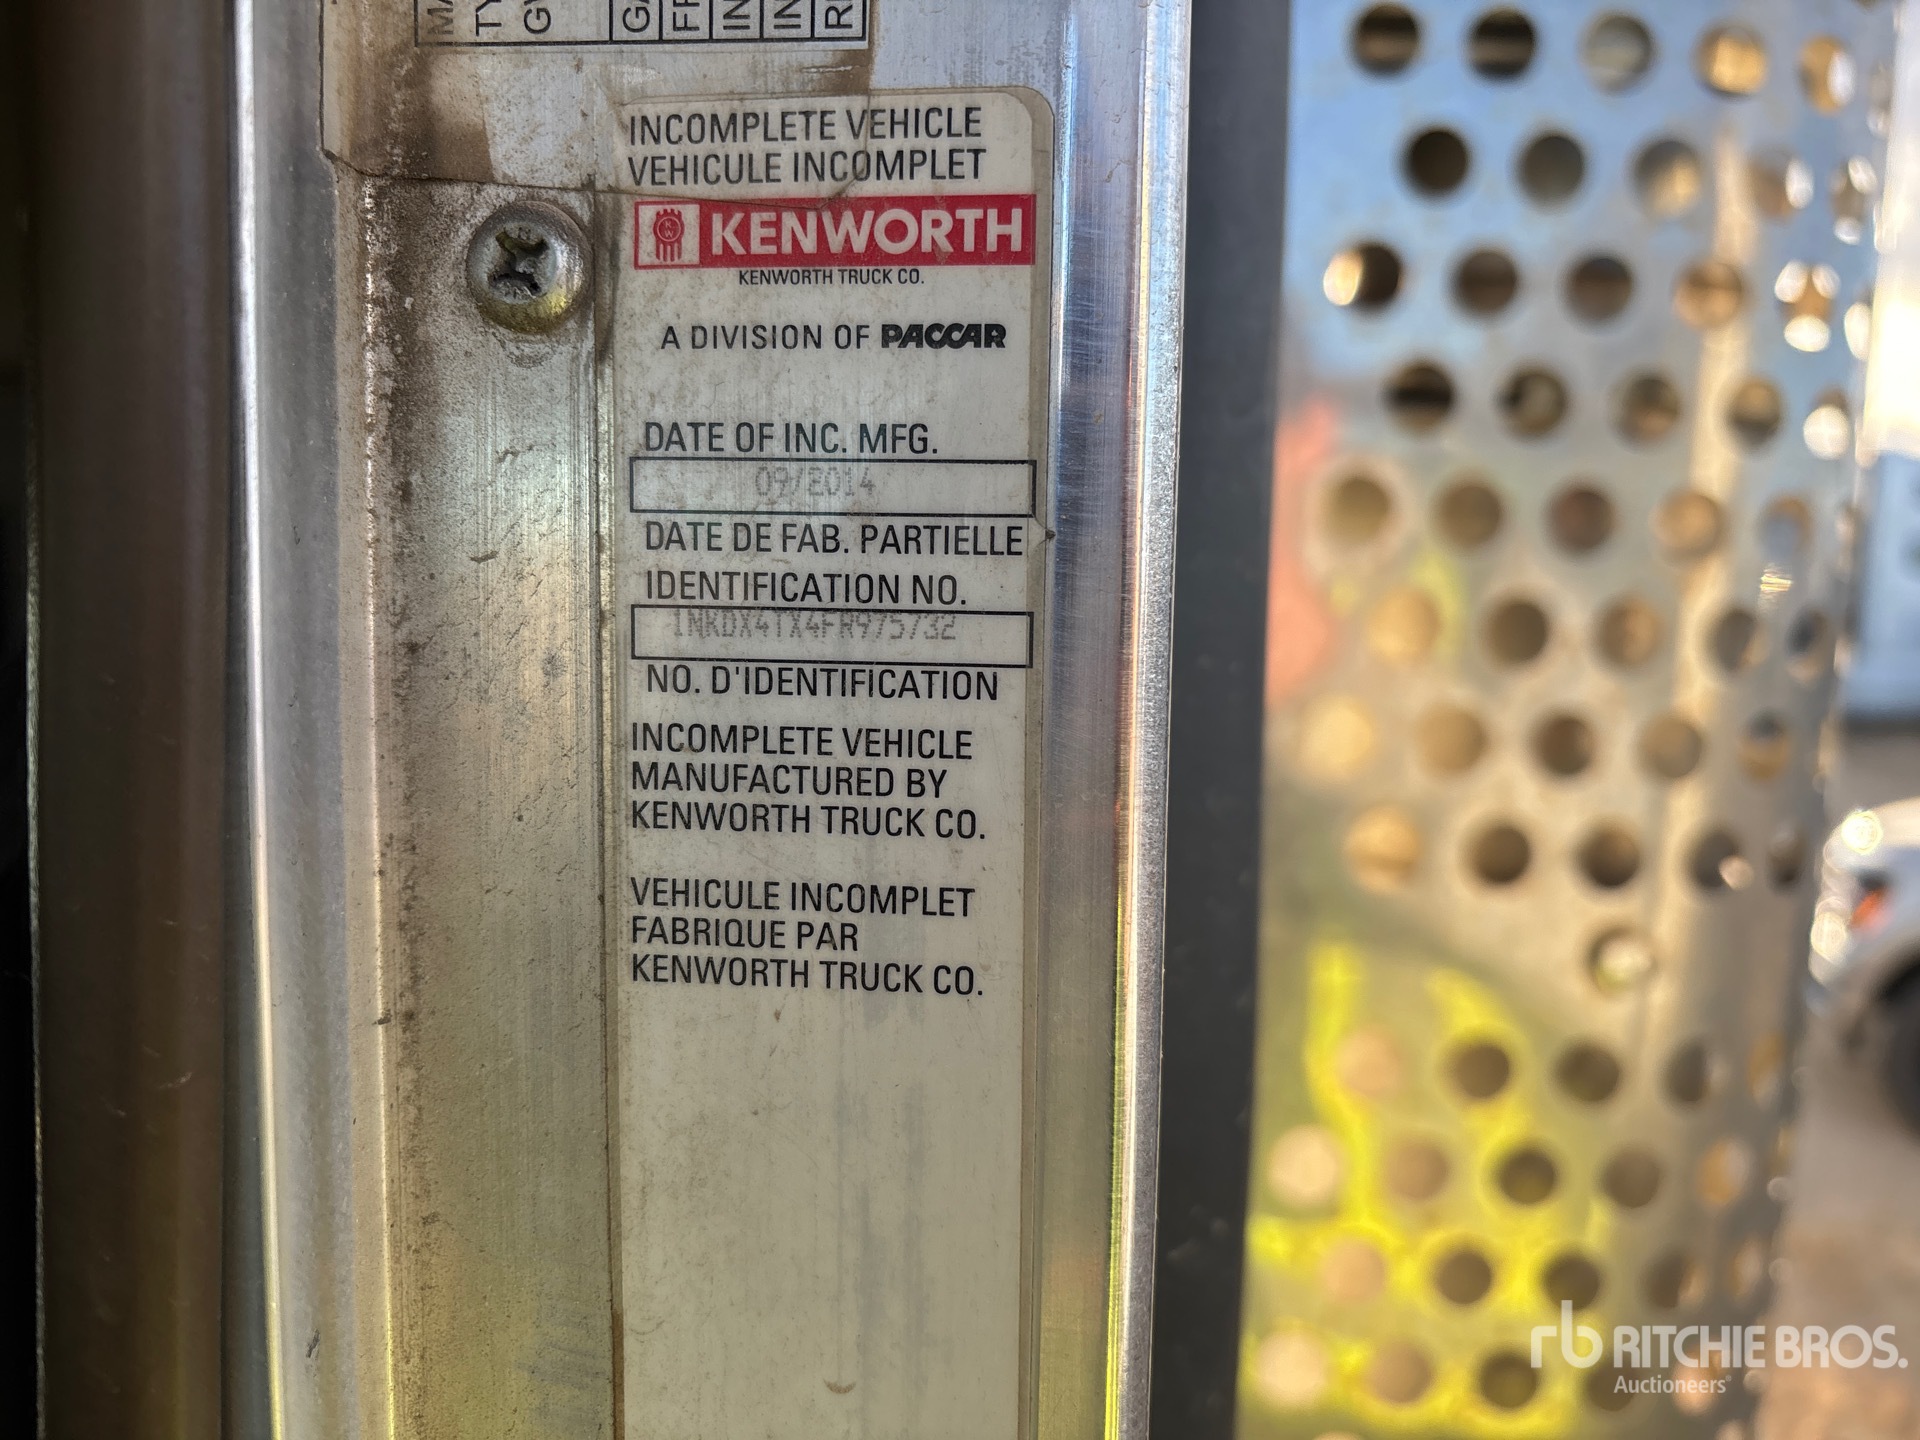 INCOMPLETE VEHICLE
VEHICULE INCOMPLET
KENWORTH
KENWORTH TRUCK CO.
A DIVISION OF PACCAR
DATE OF INC. MFG.
09/2014
DATE DE FAB. PARTIELLE
IDENTIFICATION NO.
1NKDX4TX4FR975732
NO. D'IDENTIFICATION
INCOMPLETE VEHICLE
MANUFACTURED BY
KENWORTH TRUCK CO.
VEHICULE INCOMPLET
FABRIQUE PAR
KENWORTH TRUCK CO.
rb RITCHIE BROS.
Auctioneers